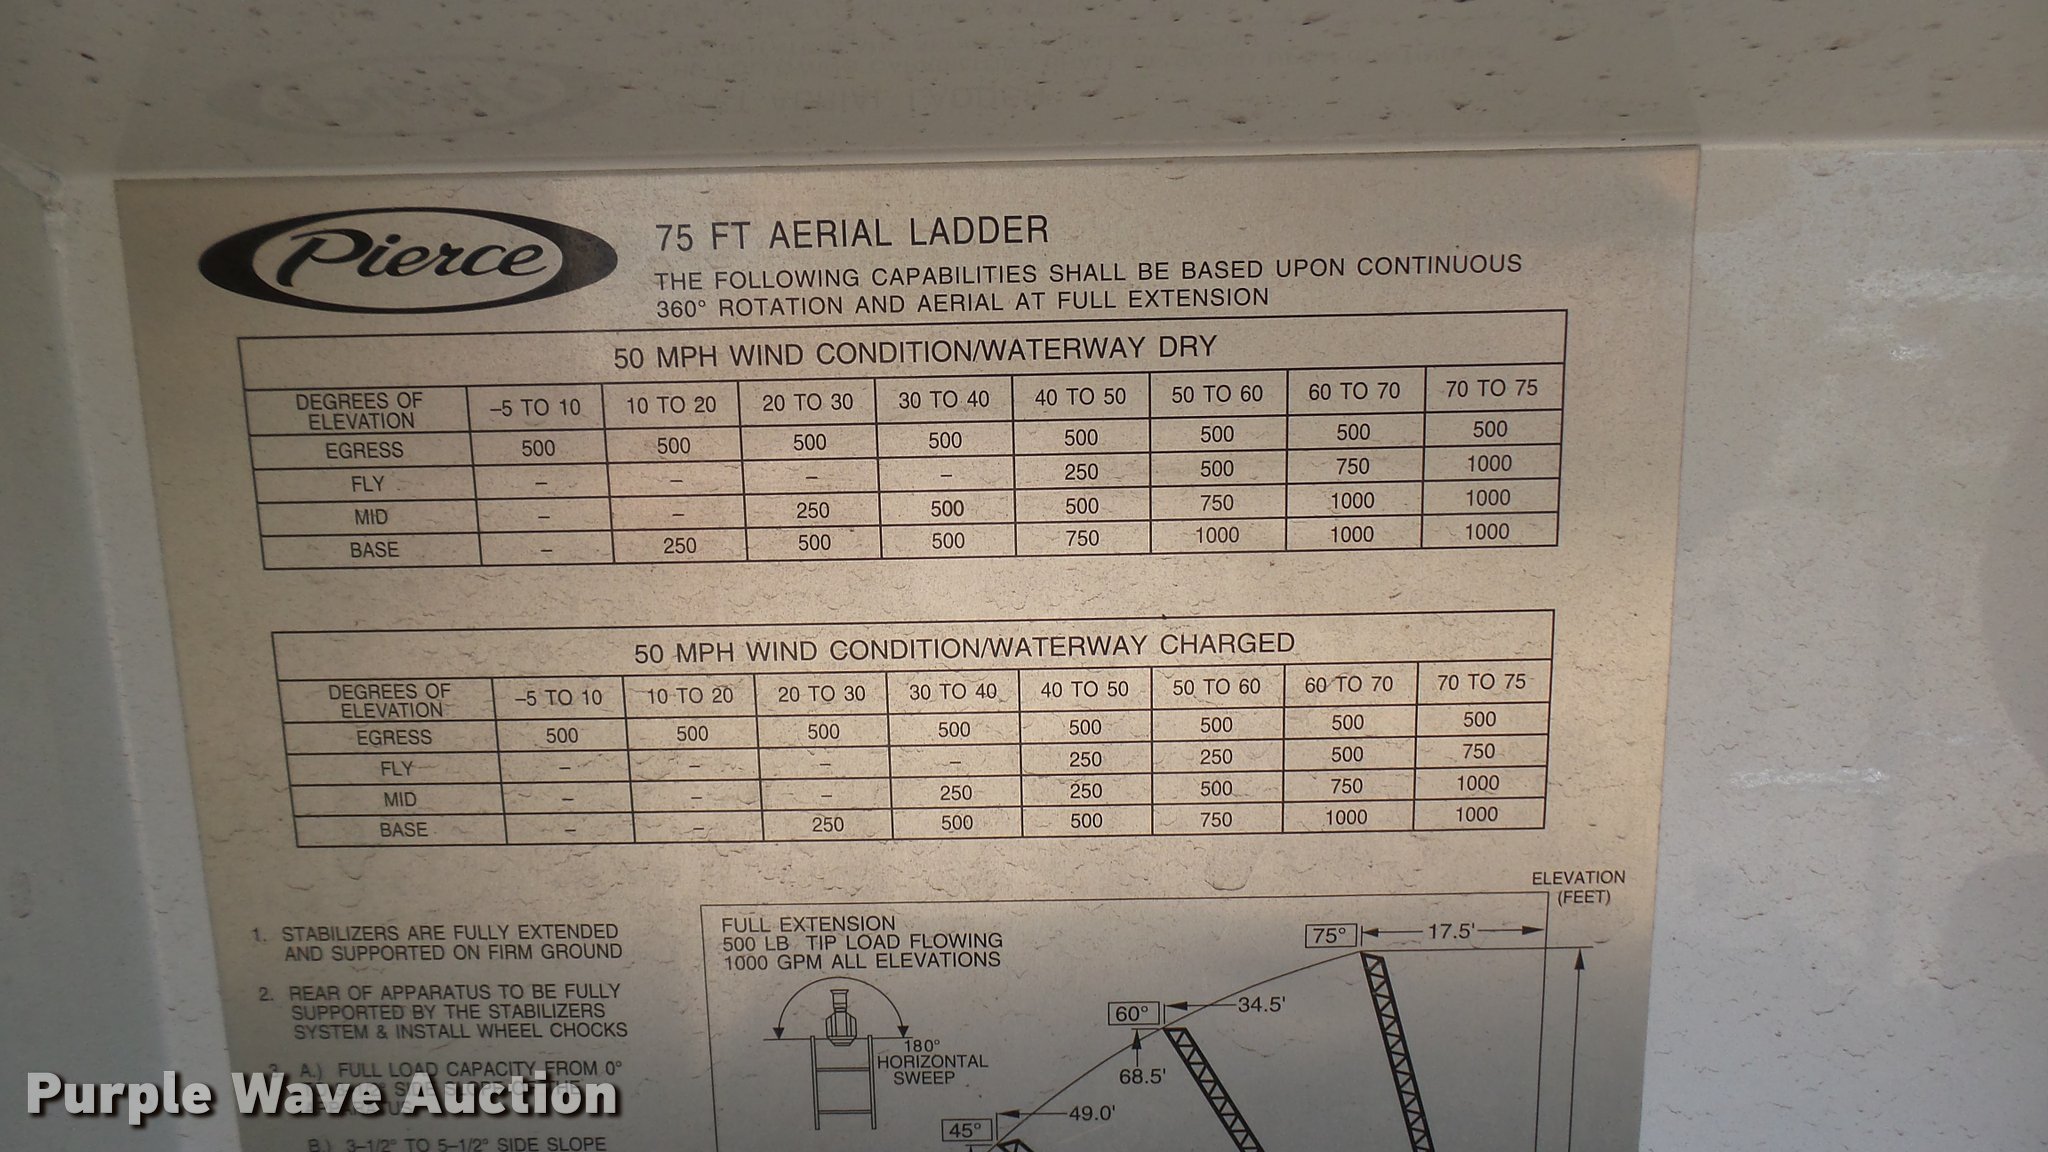 Pierce
75 FT AERIAL LADDER
THE FOLLOWING CAPABILITIES SHALL BE BASED UPON CONTINUOUS
360° ROTATION AND AERIAL AT FULL EXTENSION
50 MPH WIND CONDITION/WATERWAY DRY
DEGREES OF ELEVATION –5 TO 10 10 TO 20 20 TO 30 30 TO 40 40 TO 50 50 TO 60 60 TO 70 70 TO 75
EGRESS 500 500 500 500 500 500 500 500
FLY – – – – 250 500 750 1000
MID – – 250 500 500 750 1000 1000
BASE – 250 500 500 750 1000 1000 1000
50 MPH WIND CONDITION/WATERWAY CHARGED
DEGREES OF ELEVATION –5 TO 10 10 TO 20 20 TO 30 30 TO 40 40 TO 50 50 TO 60 60 TO 70 70 TO 75
EGRESS 500 500 500 500 500 500 500 500
FLY – – – – 250 250 500 750
MID – – – 250 250 500 750 1000
BASE – – 250 500 500 750 1000 1000
1. STABILIZERS ARE FULLY EXTENDED
AND SUPPORTED ON FIRM GROUND
2. REAR OF APPARATUS TO BE FULLY
SUPPORTED BY THE STABILIZERS
SYSTEM & INSTALL WHEEL CHOCKS
3. A.) FULL LOAD CAPACITY FROM 0°
SIDE SLOPE OF THE
B.) 3–1/2° TO 5–1/2° SIDE SLOPE
FULL EXTENSION
500 LB TIP LOAD FLOWING
1000 GPM ALL ELEVATIONS
180°
HORIZONTAL
SWEEP
ELEVATION
(FEET)
75° 17.5'
60° 34.5'
68.5'
45° 49.0'
Purple Wave Auction